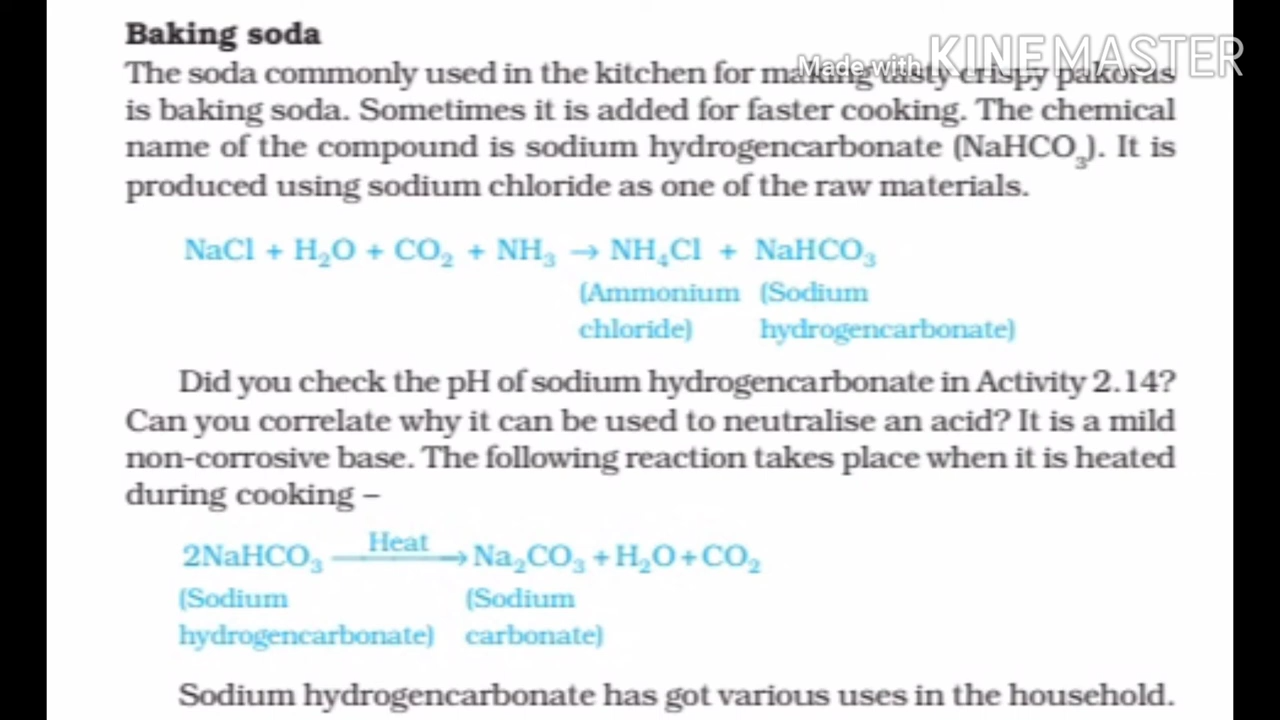 Baking soda
Made with KINEMASTER
The soda commonly used in the kitchen for making tasty crispy pakoras
is baking soda. Sometimes it is added for faster cooking. The chemical
name of the compound is sodium hydrogencarbonate (NaHCO₃). It is
produced using sodium chloride as one of the raw materials.
NaCl + H₂O + CO₂ + NH₃ → NH₄Cl + NaHCO₃
(Ammonium (Sodium
chloride) hydrogencarbonate)
Did you check the pH of sodium hydrogencarbonate in Activity 2.14?
Can you correlate why it can be used to neutralise an acid? It is a mild
non-corrosive base. The following reaction takes place when it is heated
during cooking –
Heat
2NaHCO₃ → Na₂CO₃ + H₂O + CO₂
(Sodium (Sodium
hydrogencarbonate) carbonate)
Sodium hydrogencarbonate has got various uses in the household.